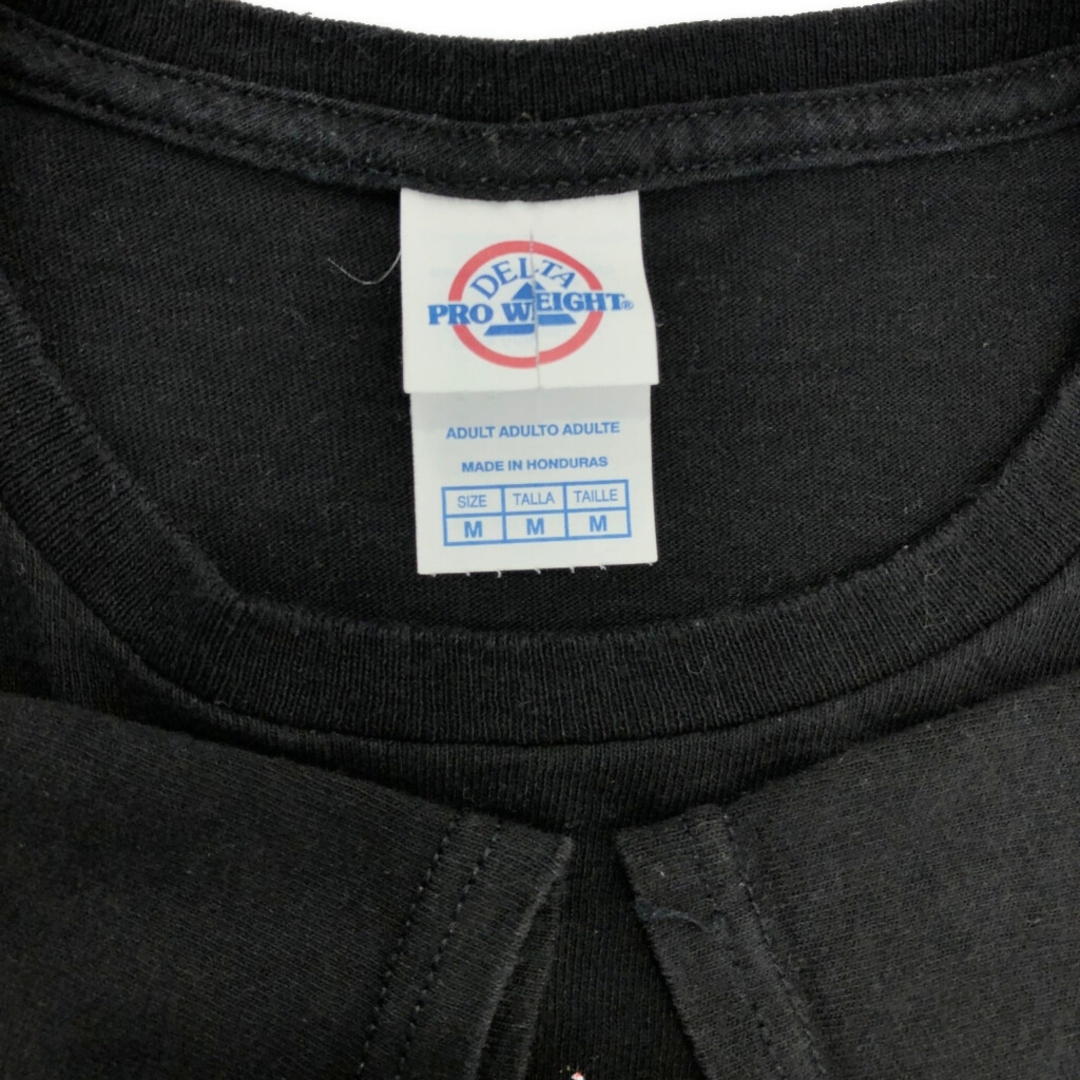 DELTA
PRO WEIGHT®
ADULT ADULTO ADULTE
MADE IN HONDURAS
SIZE TALLA TAILLE
M M M